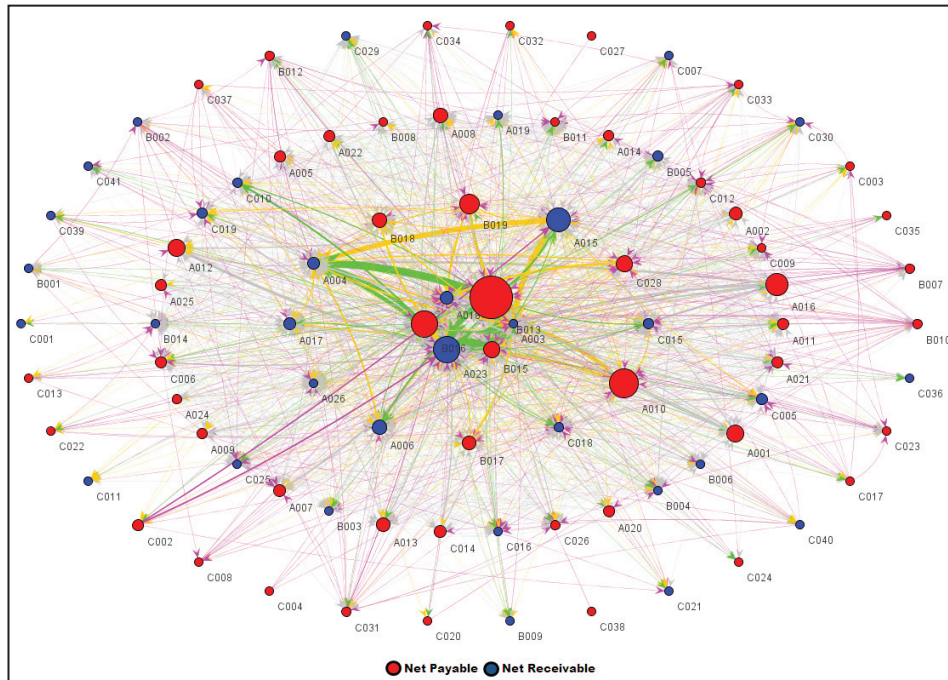 C034
C032
C029
C027
C007
B012
C037
C033
B002
B008
A008
A019
B011
C030
A022
A014
C041
A005
B005
C003
C010
C012
C039
C019
B018
B019
A015
A002
C035
A012
A004
C028
C009
B001
A025
A018
A016
B007
C001
B014
A017
B016
B013
A003
C015
A011
B010
C006
A023
B015
C013
A026
A010
A021
C036
A024
C005
C022
A009
A006
B017
C018
A001
C023
C025
B006
C011
A007
B004
C017
B003
A013
C014
C016
C026
A020
C002
C040
C008
C024
C004
C021
C031
C020
B009
C038
Net Payable Net Receivable